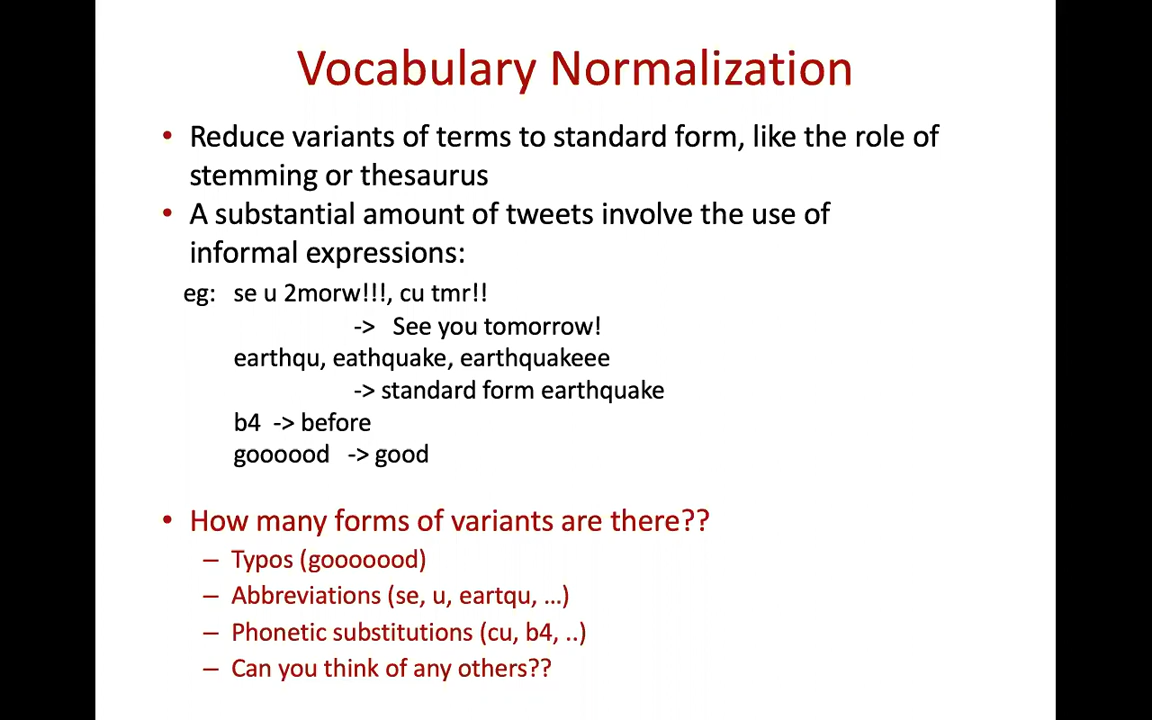 Vocabulary Normalization
• Reduce variants of terms to standard form, like the role of
stemming or thesaurus
• A substantial amount of tweets involve the use of
informal expressions:
eg: se u 2morw!!!, cu tmr!!
-> See you tomorrow!
earthqu, eathquake, earthquakeee
-> standard form earthquake
b4 -> before
goooood -> good
• How many forms of variants are there??
– Typos (gooooood)
– Abbreviations (se, u, eartqu, ...)
– Phonetic substitutions (cu, b4, ..)
– Can you think of any others??